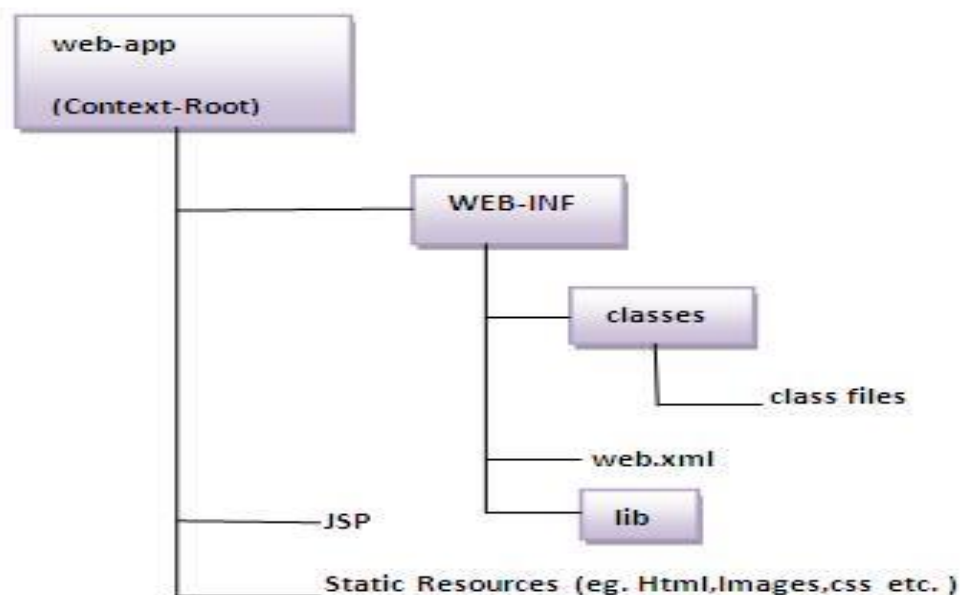 web-app
(Context-Root)
WEB-INF
classes
class files
web.xml
lib
JSP
Static Resources (eg. Html,Images,css etc. )